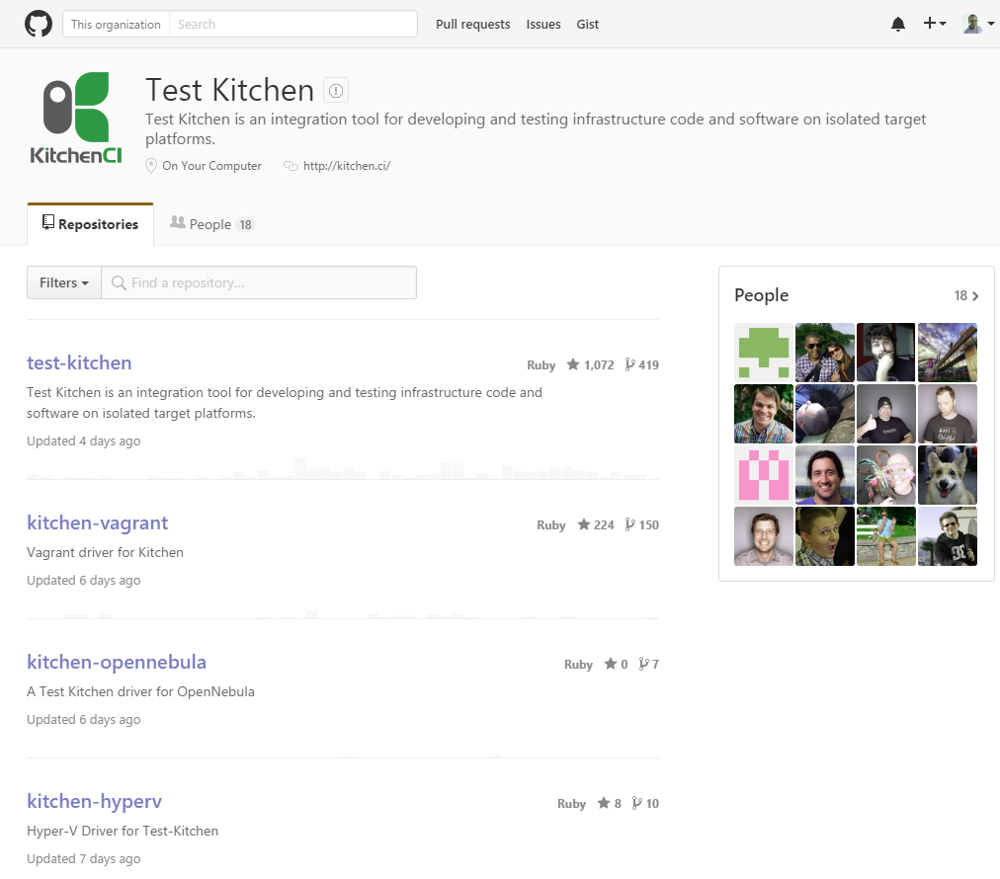 This organization Search Pull requests Issues Gist
Test Kitchen
Test Kitchen is an integration tool for developing and testing infrastructure code and software on isolated target
platforms.
KitchenCI
On Your Computer http://kitchen.ci/
Repositories People 18
Filters Find a repository...
People 18
test-kitchen Ruby 1,072 419
Test Kitchen is an integration tool for developing and testing infrastructure code and
software on isolated target platforms.
Updated 4 days ago
kitchen-vagrant Ruby 224 150
Vagrant driver for Kitchen
Updated 6 days ago
kitchen-opennebula Ruby 0 7
A Test Kitchen driver for OpenNebula
Updated 6 days ago
kitchen-hyperv Ruby 8 10
Hyper-V Driver for Test-Kitchen
Updated 7 days ago